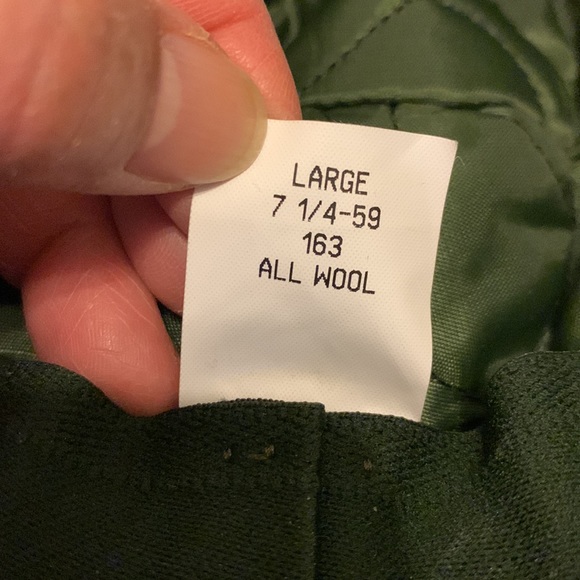 LARGE
7 1/4-59
163
ALL WOOL